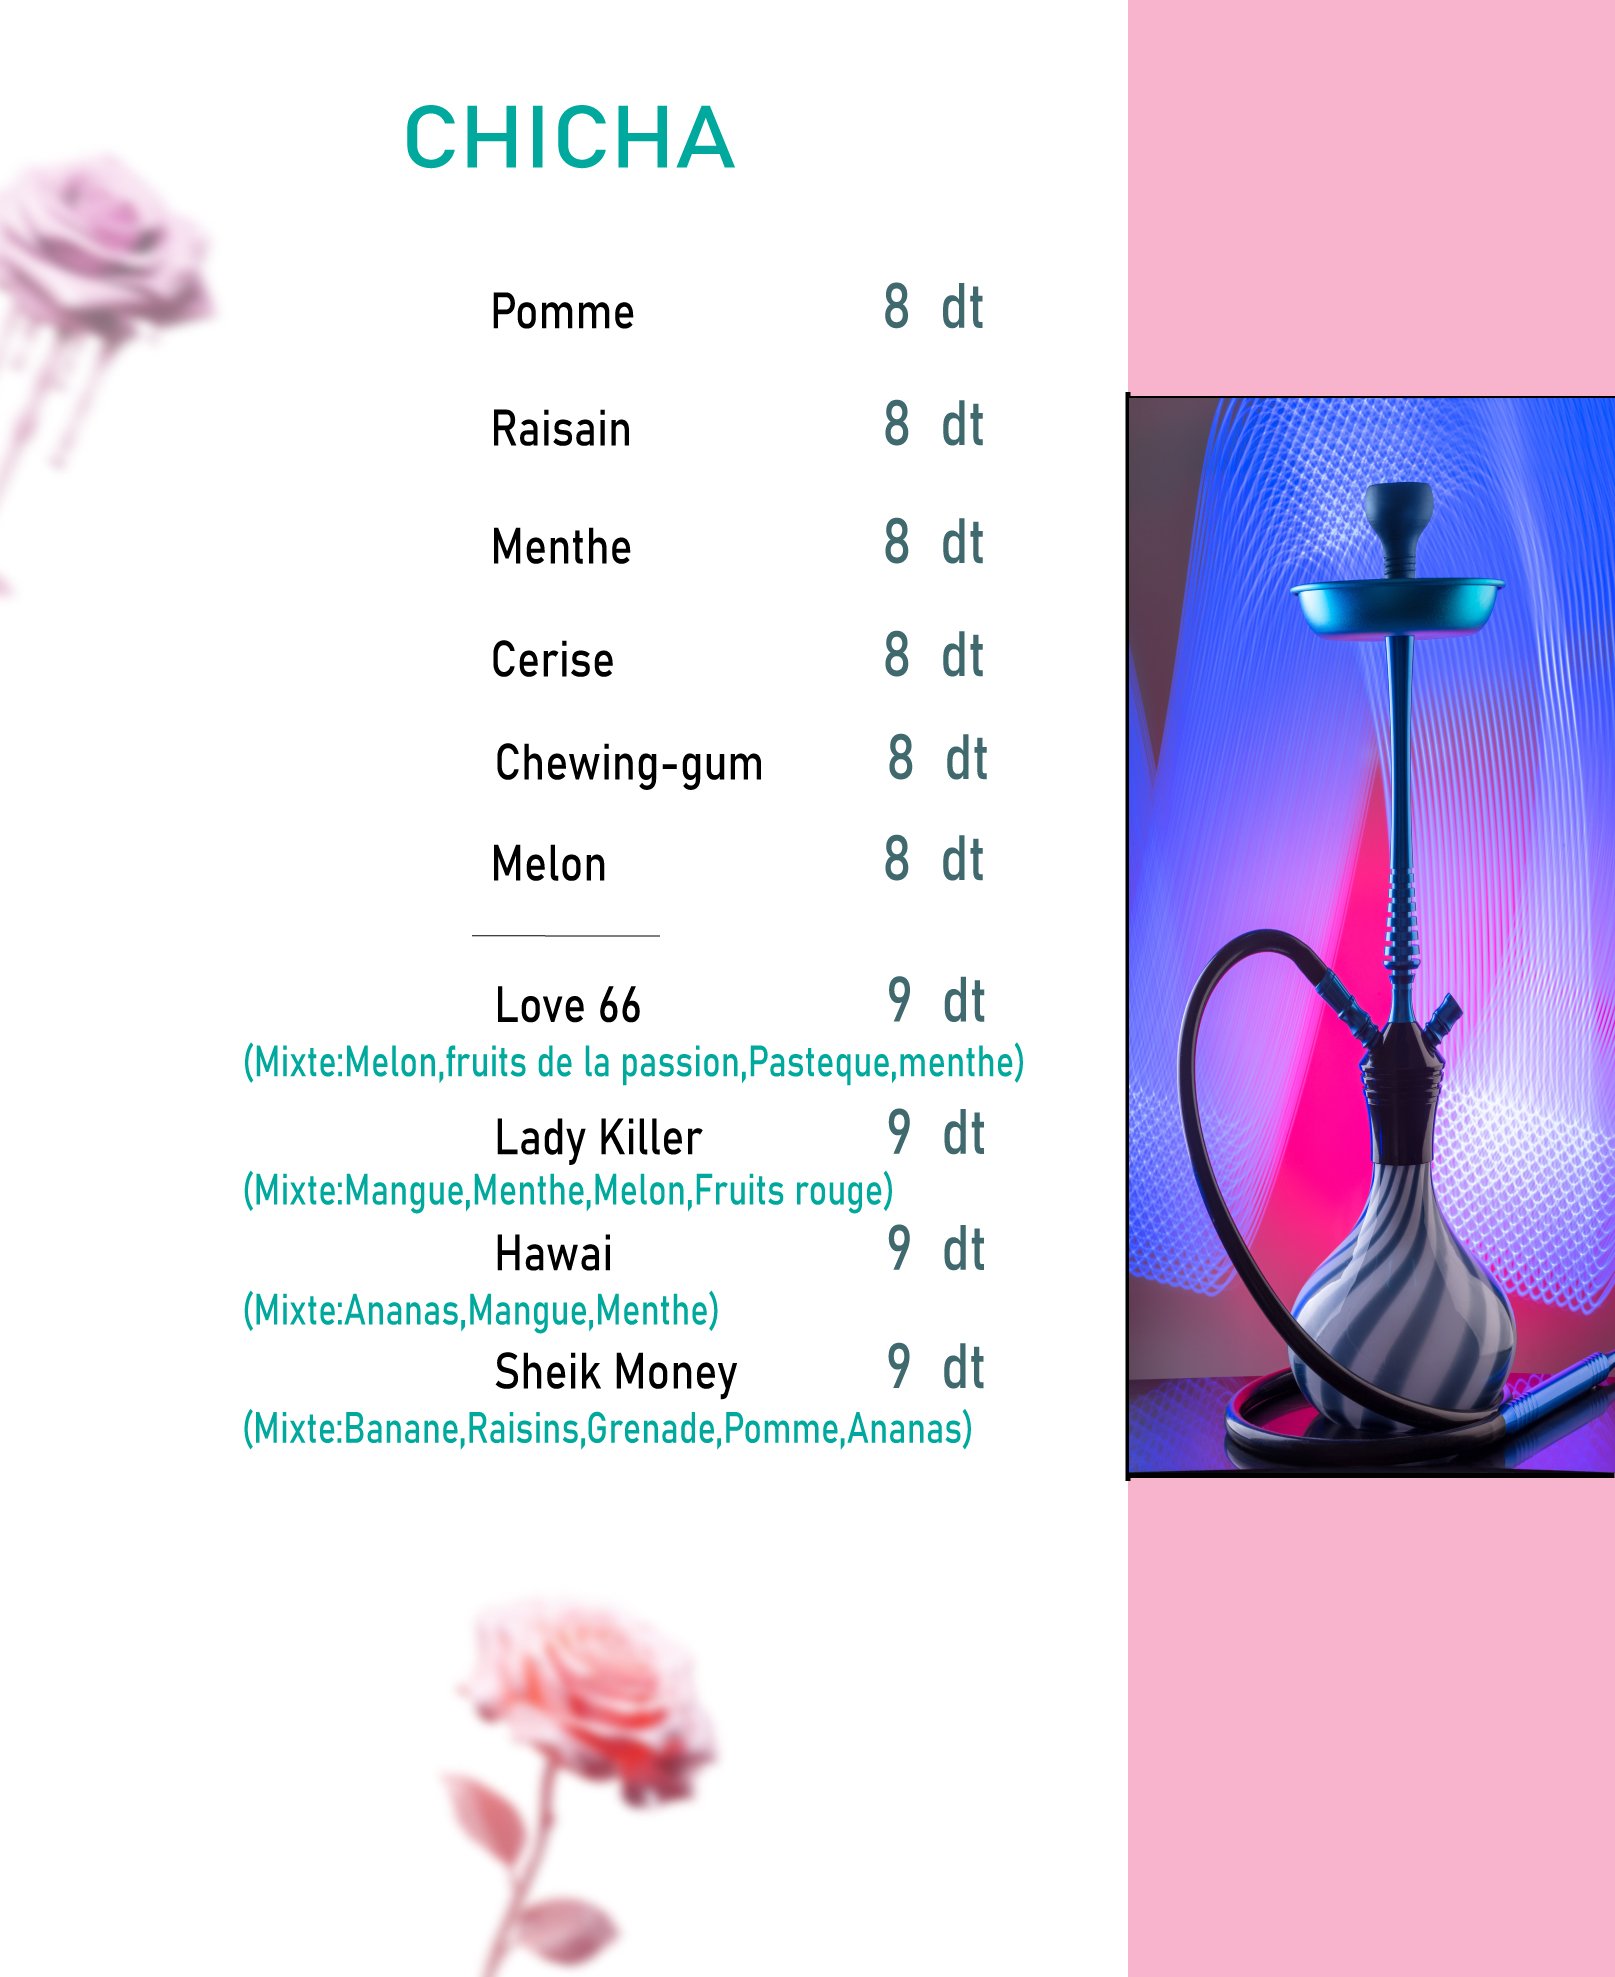 CHICHA
Pomme 8 dt
Raisain 8 dt
Menthe 8 dt
Cerise 8 dt
Chewing-gum 8 dt
Melon 8 dt
Love 66 9 dt
(Mixte:Melon,fruits de la passion,Pasteque,menthe)
Lady Killer 9 dt
(Mixte:Mangue,Menthe,Melon,Fruits rouge)
Hawai 9 dt
(Mixte:Ananas,Mangue,Menthe)
Sheik Money 9 dt
(Mixte:Banane,Raisins,Grenade,Pomme,Ananas)